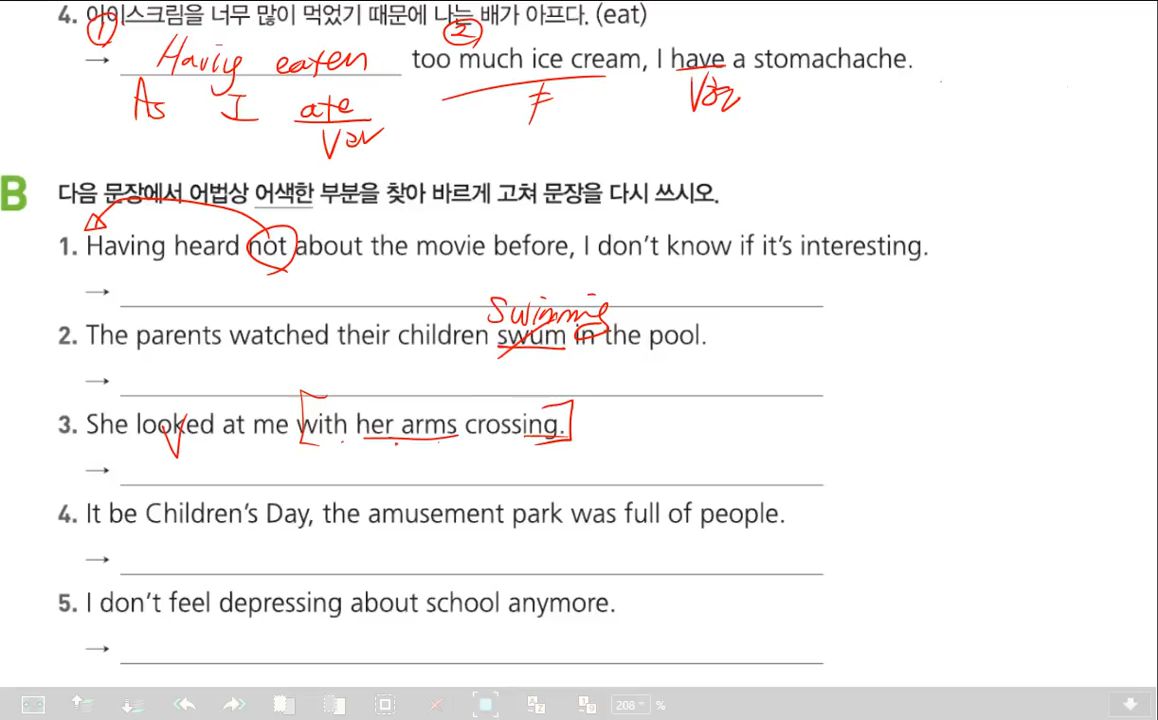 4. 아이스크림을 너무 많이 먹었기 때문에 나는 배가 아프다. (eat)
① ②
→ Having eaten too much ice cream, I have a stomachache.
As I ate ≠ V현재
Ver
B 다음 문장에서 어법상 어색한 부분을 찾아 바르게 고쳐 문장을 다시 쓰시오.
1. Having heard not about the movie before, I don't know if it's interesting.
→
swimming
2. The parents watched their children swum in the pool.
→
3. She looked at me with her arms crossing.
→
4. It be Children's Day, the amusement park was full of people.
→
5. I don't feel depressing about school anymore.
→
208 %